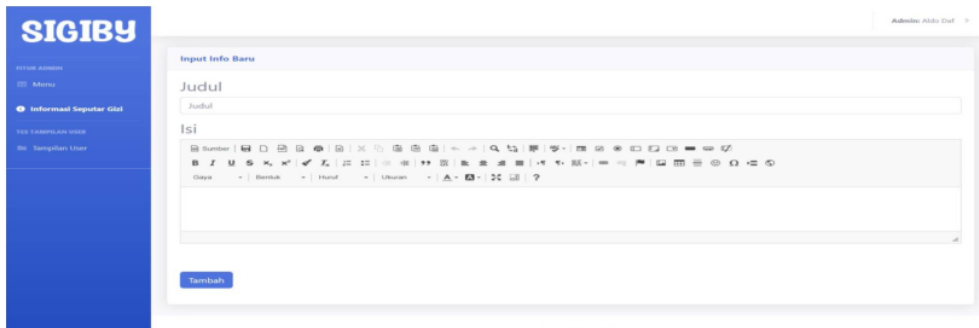 SIGIBY
Admin: Aldo Daf
FITUR ADMIN
Menu
Informasi Seputar Gizi
TES TAMPILAN USER
Tampilan User
Input Info Baru
Judul
Judul
Isi
Sumber
B I U S
Gaya Bentuk Huruf Ukuran A A ?
Tambah